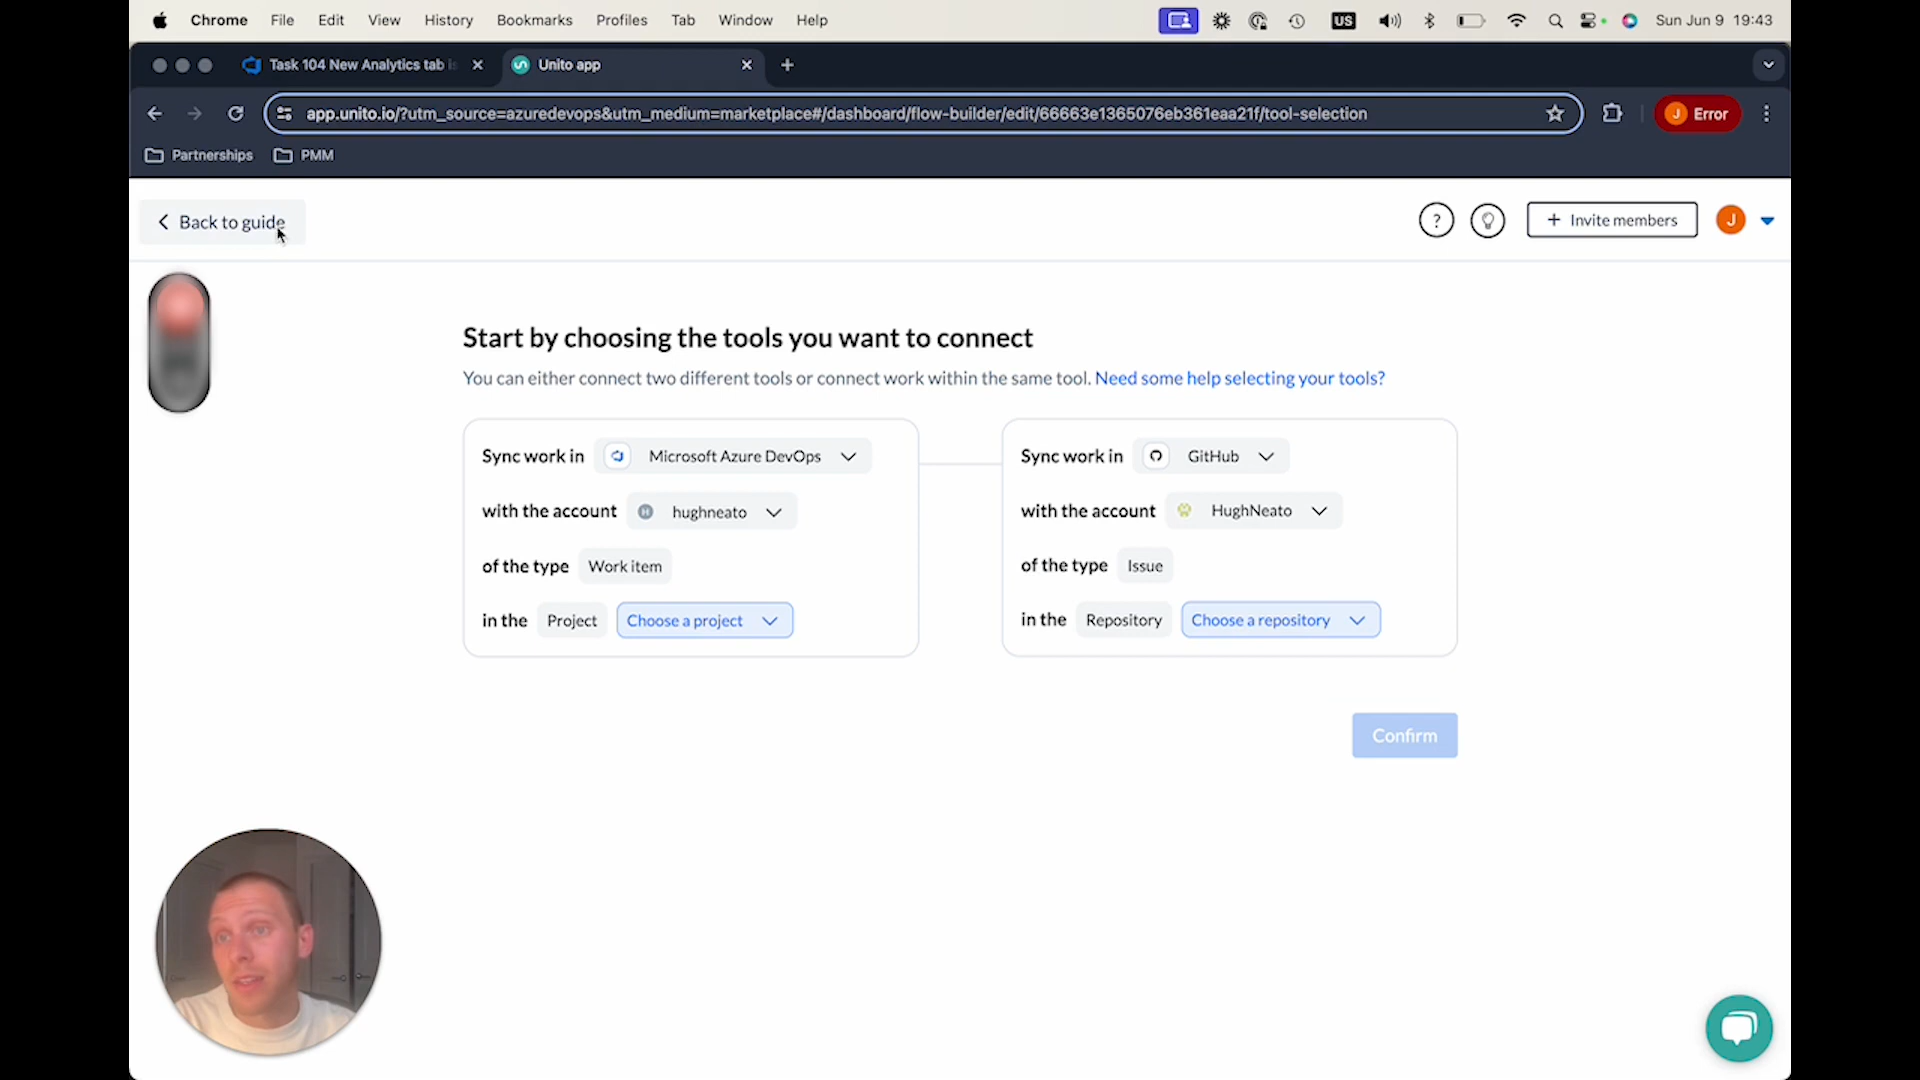 Chrome File Edit View History Bookmarks Profiles Tab Window Help US Sun Jun 9 19:43
Task 104 New Analytics tab is Unito app
app.unito.io/?utm_source=azuredevops&utm_medium=marketplace#/dashboard/flow-builder/edit/66663e1365076eb361eaa21f/tool-selection J Error
Partnerships PMM
Back to guide ? + Invite members J
Start by choosing the tools you want to connect
You can either connect two different tools or connect work within the same tool. Need some help selecting your tools?
Sync work in Microsoft Azure DevOps
with the account H hughneato
of the type Work item
in the Project Choose a project
Sync work in GitHub
with the account HughNeato
of the type Issue
in the Repository Choose a repository
Confirm